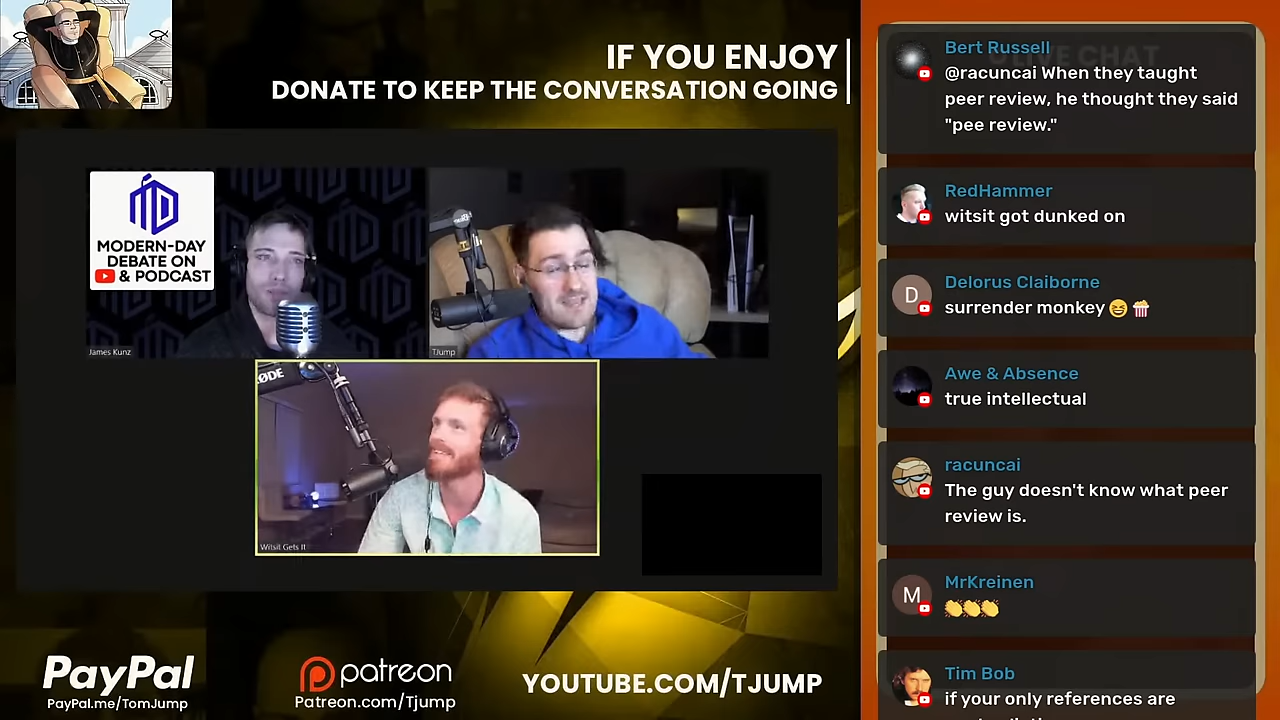 IF YOU ENJOY
DONATE TO KEEP THE CONVERSATION GOING
MODERN-DAY
DEBATE ON
& PODCAST
James Kunz
TJump
RØDE
Witsit Gets It
PayPal
PayPal.me/TomJump
patreon
Patreon.com/Tjump
YOUTUBE.COM/TJUMP
LIVE CHAT
Bert Russell
@racuncai When they taught
peer review, he thought they said
"pee review."
RedHammer
witsit got dunked on
D
Delorus Claiborne
surrender monkey😆🍿
Awe & Absence
true intellectual
racuncai
The guy doesn't know what peer
review is.
M
MrKreinen
👏👏👏
Tim Bob
if your only references are